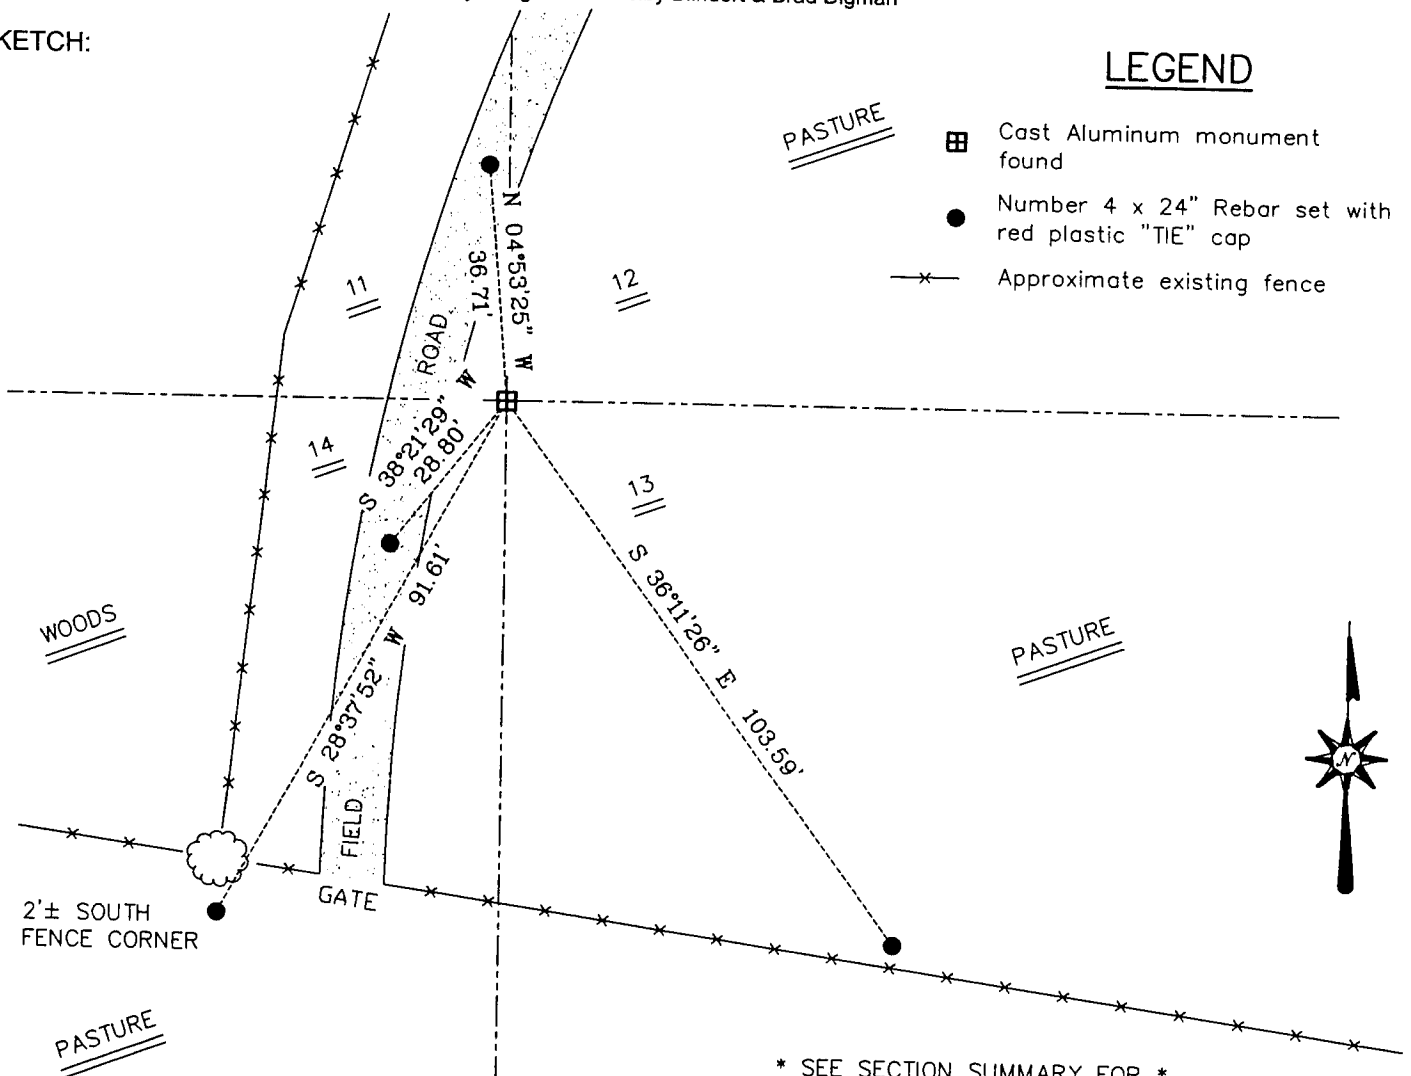 KETCH:
LEGEND
Cast Aluminum monument
found
Number 4 x 24" Rebar set with
red plastic "TIE" cap
Approximate existing fence
PASTURE
11
12
N 04°53'25" W
36.71'
ROAD
14
S 38°21'29" W
28.80'
13
S 36°11'26" E 103.59'
WOODS
S 28°37'52" W 91.61'
PASTURE
N
FIELD
GATE
2'± SOUTH
FENCE CORNER
PASTURE
* SEE SECTION SUMMARY FOR *